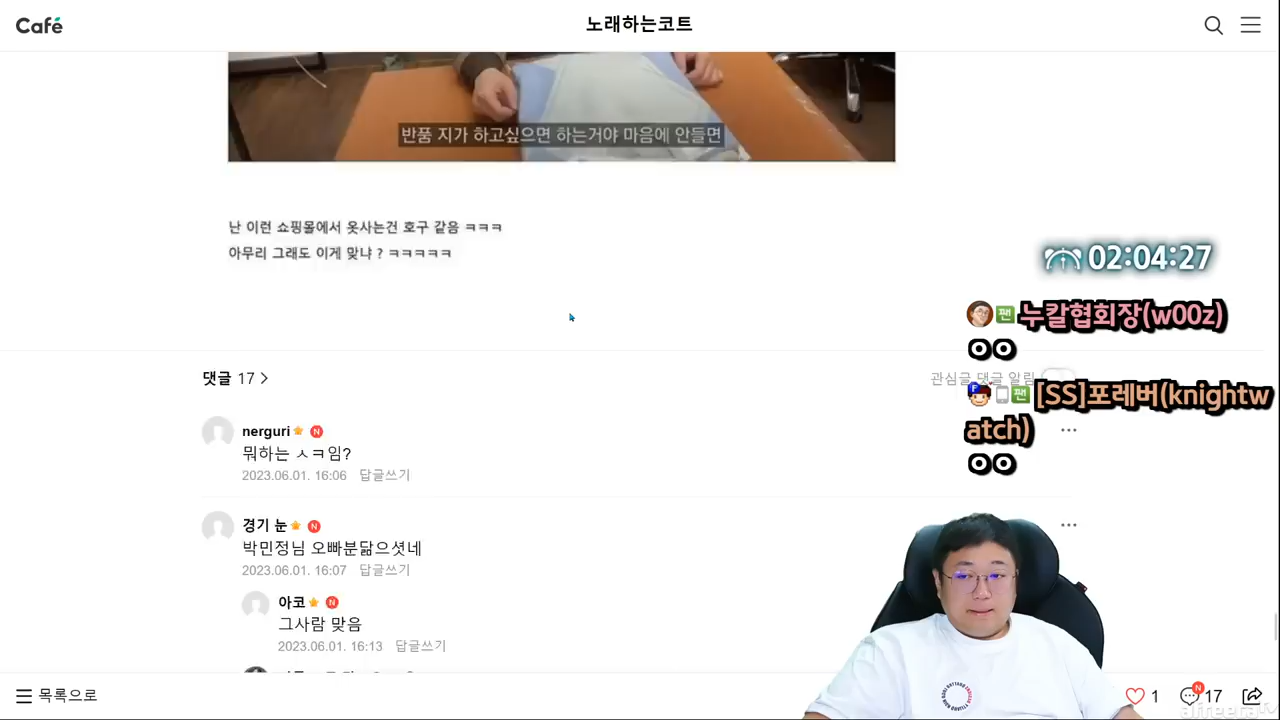 Café
노래하는코트
반품 지가 하고싶으면 하는거야 마음에 안들면
난 이런 쇼핑몰에서 옷사는건 호구 같음 ㅋㅋㅋ
아무리 그래도 이게 맞냐 ? ㅋㅋㅋㅋㅋ
02:04:27
팬 누칼협회장(w00z)
댓글 17
관심글 댓글 알림
F 팬 [SS]포레버(knightw
atch)
nerguri N
뭐하는 ㅅㅋ임?
2023.06.01. 16:06 답글쓰기
경기 눈 N
박민정님 오빠분닮으셧네
2023.06.01. 16:07 답글쓰기
아코 N
그사람 맞음
2023.06.01. 16:13 답글쓰기
목록으로
1
N 17
afreecaTV